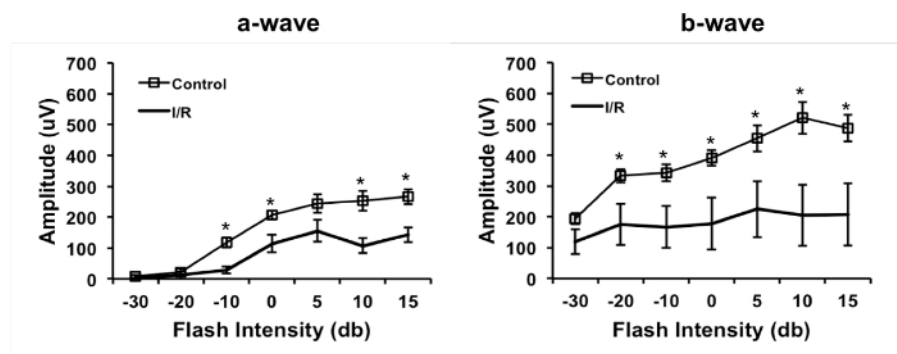 a-wave
700
600
500
400
300
200
100
0
Amplitude (uV)
Control
I/R
*
*
*
*
-30 -20 -10 0 5 10 15
Flash Intensity (db)
b-wave
700
600
500
400
300
200
100
0
Amplitude (uV)
Control
I/R
*
*
*
*
*
*
-30 -20 -10 0 5 10 15
Flash Intensity (db)